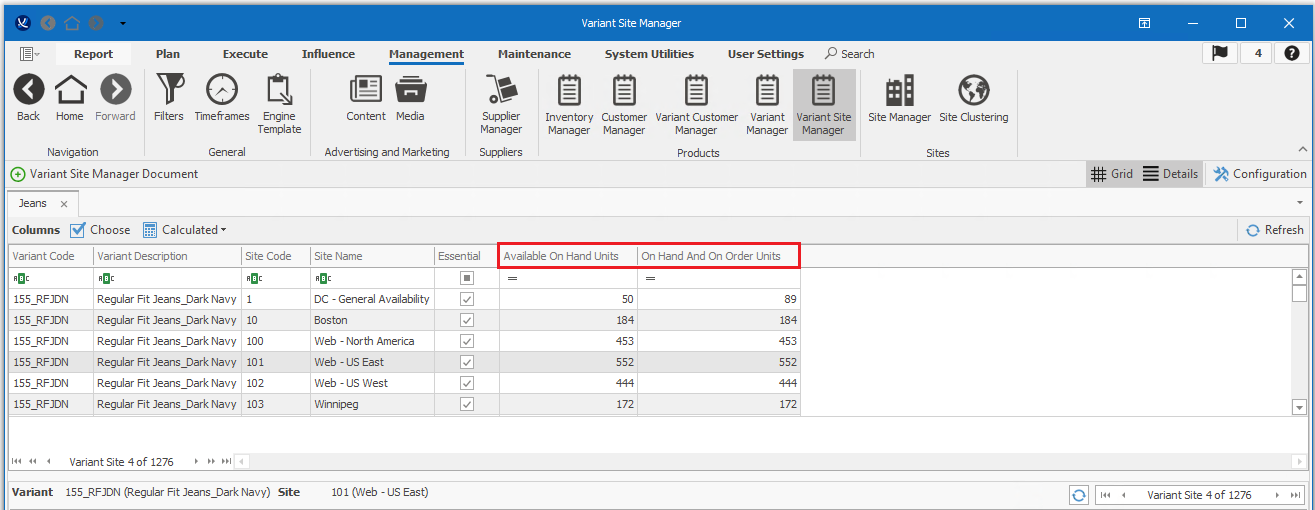 Variant Site Manager
Report Plan Execute Influence Management Maintenance System Utilities User Settings Search 4
Back Home Forward Filters Timeframes Engine Template Content Media Supplier Manager Inventory Manager Customer Manager Variant Customer Manager Variant Manager Variant Site Manager Site Manager Site Clustering
Navigation General Advertising and Marketing Suppliers Products Sites
Variant Site Manager Document Grid Details Configuration
Jeans
Columns Choose Calculated Refresh
Variant Code Variant Description Site Code Site Name Essential Available On Hand Units On Hand And On Order Units
ABC ABC ABC ABC = =
155_RFJDN Regular Fit Jeans_Dark Navy 1 DC - General Availability 50 89
155_RFJDN Regular Fit Jeans_Dark Navy 10 Boston 184 184
155_RFJDN Regular Fit Jeans_Dark Navy 100 Web - North America 453 453
155_RFJDN Regular Fit Jeans_Dark Navy 101 Web - US East 552 552
155_RFJDN Regular Fit Jeans_Dark Navy 102 Web - US West 444 444
155_RFJDN Regular Fit Jeans_Dark Navy 103 Winnipeg 172 172
Variant Site 4 of 1276
Variant 155_RFJDN (Regular Fit Jeans_Dark Navy) Site 101 (Web - US East) Variant Site 4 of 1276